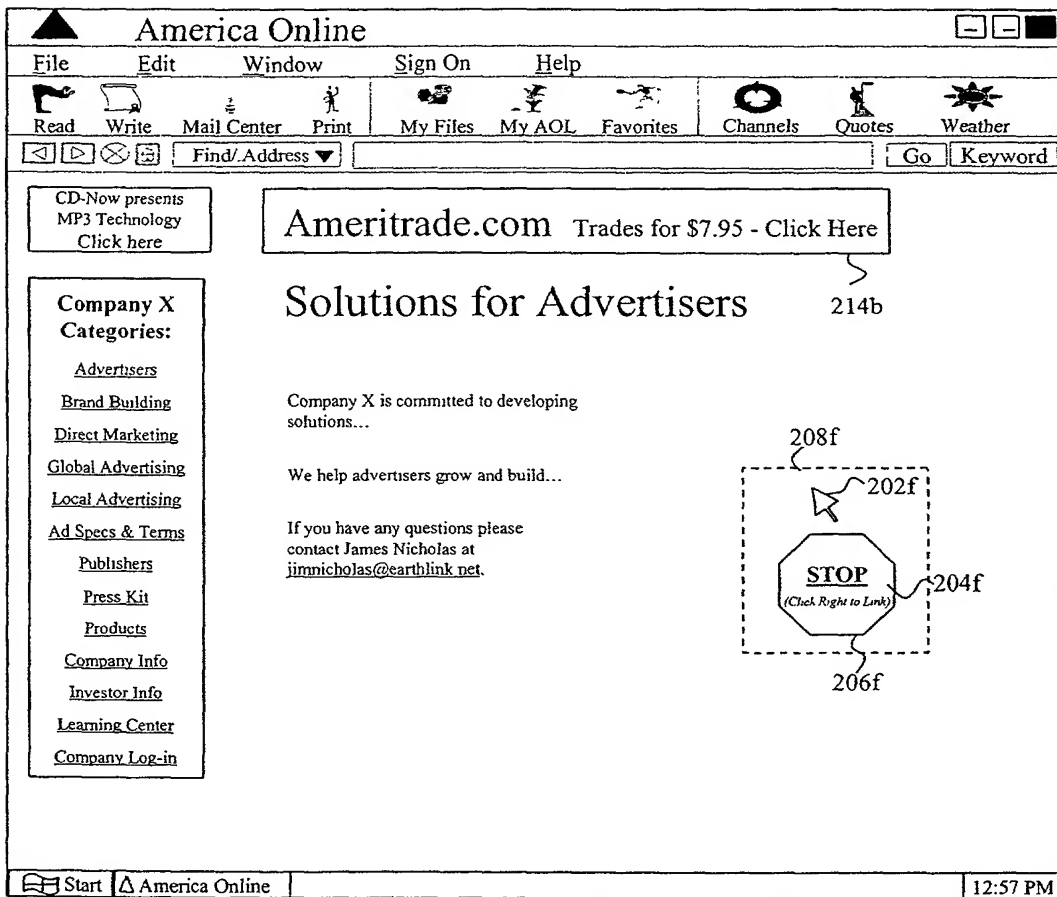 America Online
File Edit Window Sign On Help
Read Write Mail Center Print My Files My AOL Favorites Channels Quotes Weather
Find/.Address Go Keyword
CD-Now presents
MP3 Technology
Click here
Ameritrade.com Trades for $7.95 - Click Here
214b
Solutions for Advertisers
Company X
Categories:
Advertisers
Brand Building
Direct Marketing
Global Advertising
Local Advertising
Ad Specs & Terms
Publishers
Press Kit
Products
Company Info
Investor Info
Learning Center
Company Log-in
Company X is committed to developing
solutions...
We help advertisers grow and build...
If you have any questions please
contact James Nicholas at
jimnicholas@earthlink net.
208f
202f
STOP
(Click Right to Link)
204f
206f
Start America Online 12:57 PM